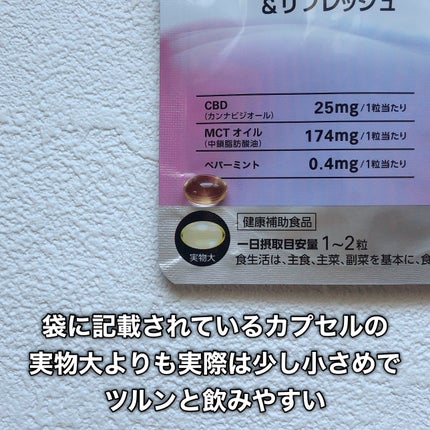 &リフレッシュ
CBD 25mg/1粒当たり
(カンナビジオール)
MCTオイル 174mg/1粒当たり
(中鎖脂肪酸油)
ペパーミント 0.4mg/1粒当たり
健康補助食品
一日摂取目安量 1～2粒
実物大
食生活は、主食、主菜、副菜を基本に、食
袋に記載されているカプセルの
実物大よりも実際は少し小さめで
ツルンと飲みやすい